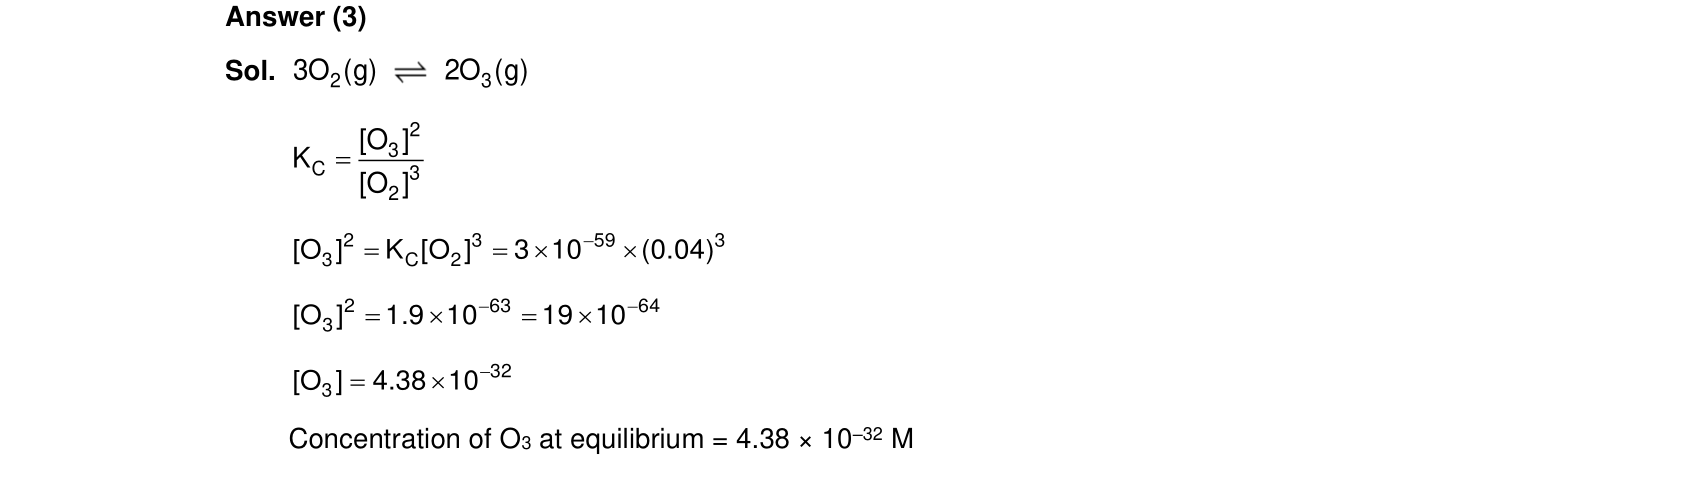 Answer (3)
Sol. 3O₂(g) ⇌ 2O₃(g)
K_C = [O₃]² / [O₂]³
[O₃]² = K_C[O₂]³ = 3 × 10⁻⁵⁹ × (0.04)³
[O₃]² = 1.9 × 10⁻⁶³ = 19 × 10⁻⁶⁴
[O₃] = 4.38 × 10⁻³²
Concentration of O₃ at equilibrium = 4.38 × 10⁻³² M